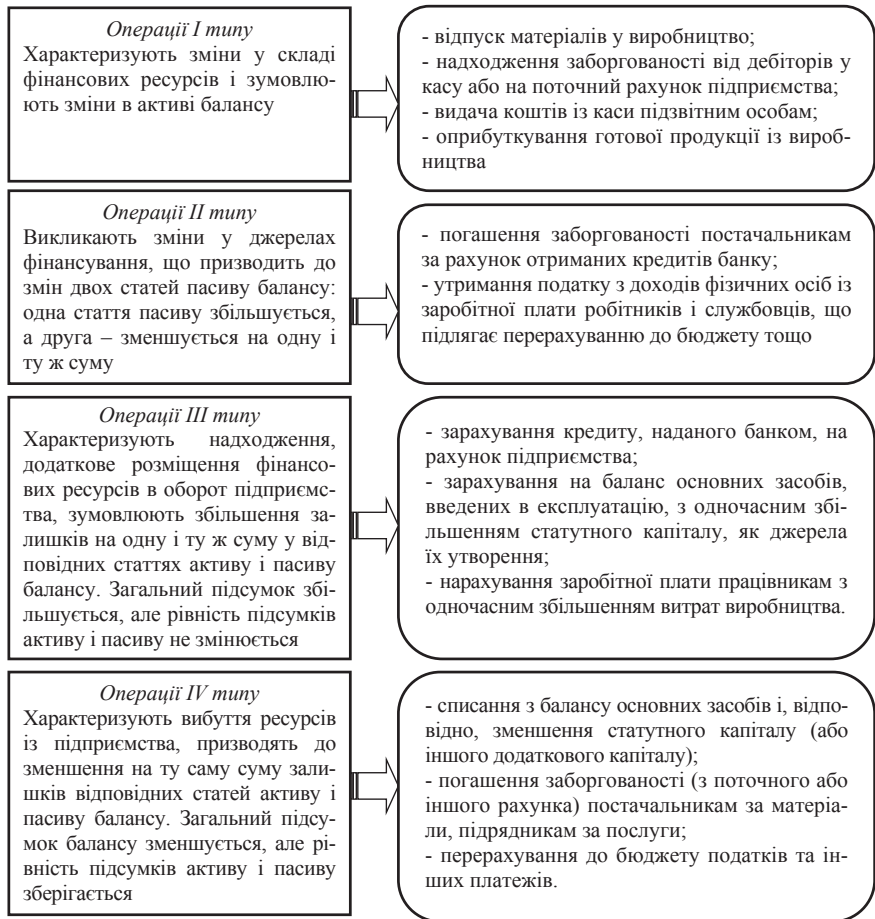 Операції I типу
Характеризують зміни у складі
фінансових ресурсів і зумовлю-
ють зміни в активі балансу
- відпуск матеріалів у виробництво;
- надходження заборгованості від дебіторів у
касу або на поточний рахунок підприємства;
- видача коштів із каси підзвітним особам;
- оприбуткування готової продукції із вироб-
ництва
Операції II типу
Викликають зміни у джерелах
фінансування, що призводить до
змін двох статей пасиву балансу:
одна стаття пасиву збільшується,
а друга – зменшується на одну і
ту ж суму
- погашення заборгованості постачальникам
за рахунок отриманих кредитів банку;
- утримання податку з доходів фізичних осіб із
заробітної плати робітників і службовців, що
підлягає перерахуванню до бюджету тощо
Операції III типу
Характеризують надходження,
додаткове розміщення фінансо-
вих ресурсів в оборот підприємс-
тва, зумовлюють збільшення за-
лишків на одну і ту ж суму у від-
повідних статтях активу і пасиву
балансу. Загальний підсумок збі-
льшується, але рівність підсумків
активу і пасиву не змінюється
- зарахування кредиту, наданого банком, на
рахунок підприємства;
- зарахування на баланс основних засобів,
введених в експлуатацію, з одночасним збі-
льшенням статутного капіталу, як джерела
їх утворення;
- нарахування заробітної плати працівникам з
одночасним збільшенням витрат виробництва.
Операції IV типу
Характеризують вибуття ресурсів
із підприємства, призводять до
зменшення на ту саму суму зали-
шків відповідних статей активу і
пасиву балансу. Загальний підсу-
мок балансу зменшується, але рі-
вність підсумків активу і пасиву
зберігається
- списання з балансу основних засобів і, відпо-
відно, зменшення статутного капіталу (або
іншого додаткового капіталу);
- погашення заборгованості (з поточного або
іншого рахунка) постачальникам за матеріа-
ли, підрядникам за послуги;
- перерахування до бюджету податків та ін-
ших платежів.